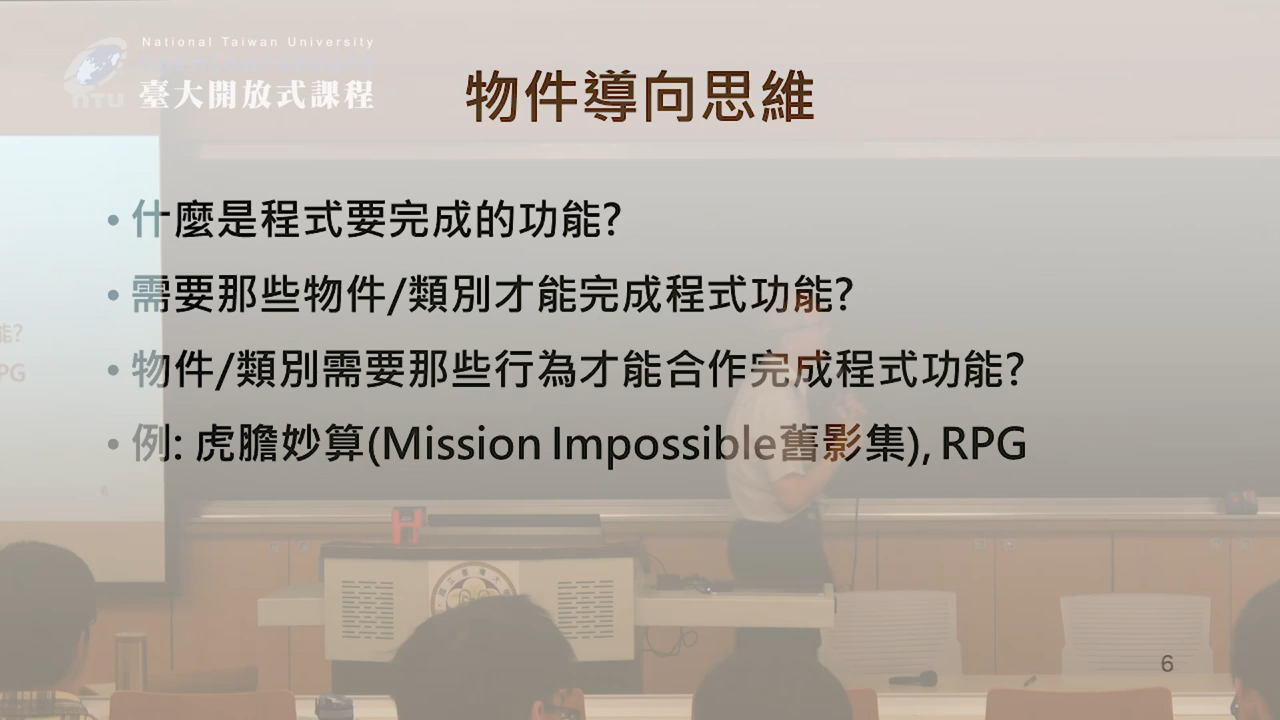 National Taiwan University
臺大開放式課程
NTU
物件導向思維
• 什麼是程式要完成的功能?
• 需要那些物件/類別才能完成程式功能?
• 物件/類別需要那些行為才能合作完成程式功能?
• 例: 虎膽妙算(Mission Impossible舊影集), RPG
能?
PG
6